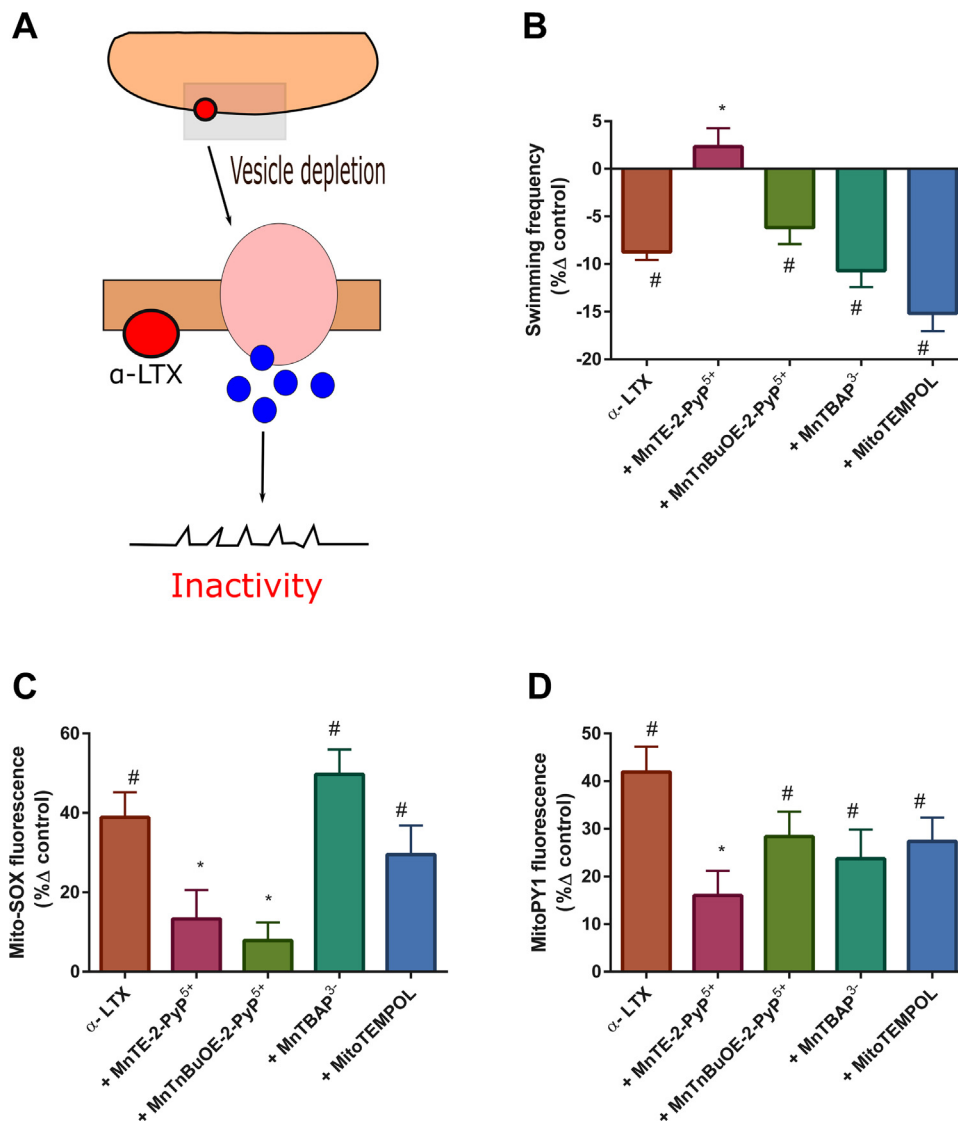 A
Vesicle depletion
α-LTX
Inactivity
B
Swimming frequency
(%Δ control)
5
0
-5
-10
-15
-20
*
#
#
#
#
α- LTX
+ MnTE-2-PyP⁵⁺
+ MnTnBuOE-2-PyP⁵⁺
+ MnTBAP³⁻
+ MitoTEMPOL
C
Mito-SOX fluorescence
(%Δ control)
60
40
20
0
#
*
*
#
#
α- LTX
+ MnTE-2-PyP⁵⁺
+ MnTnBuOE-2-PyP⁵⁺
+ MnTBAP³⁻
+ MitoTEMPOL
D
MitoPY1 fluorescence
(%Δ control)
50
40
30
20
10
0
#
*
#
#
#
α- LTX
+ MnTE-2-PyP⁵⁺
+ MnTnBuOE-2-PyP⁵⁺
+ MnTBAP³⁻
+ MitoTEMPOL